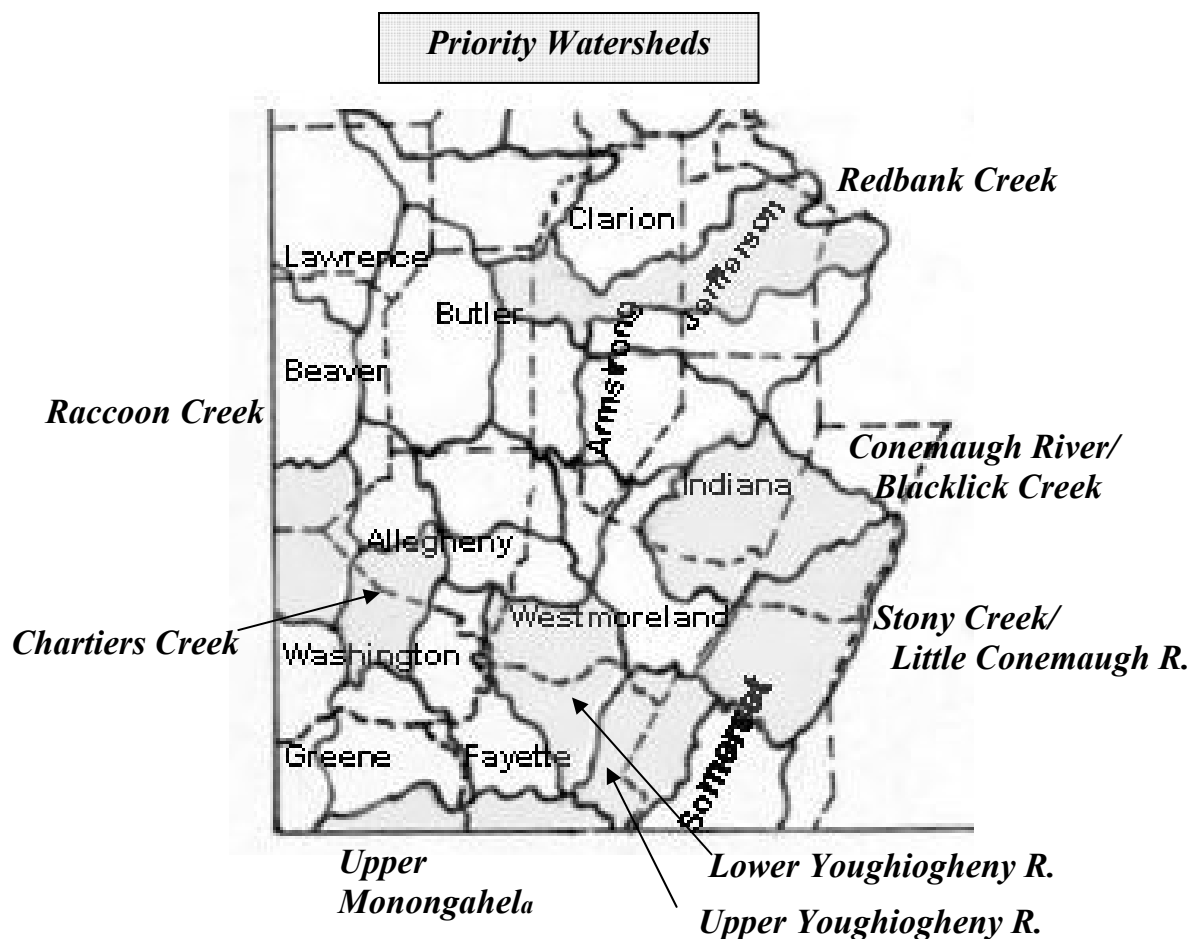 Priority Watersheds
Redbank Creek
Clarion
Jefferson
Lawrence
Butler
Armstrong
Beaver
Raccoon Creek
Conemaugh River/
Blacklick Creek
Indiana
Allegheny
Chartiers Creek
Westmoreland
Stony Creek/
Little Conemaugh R.
Washington
Somerset
Greene
Fayette
Upper
Monongahela
Lower Youghiogheny R.
Upper Youghiogheny R.